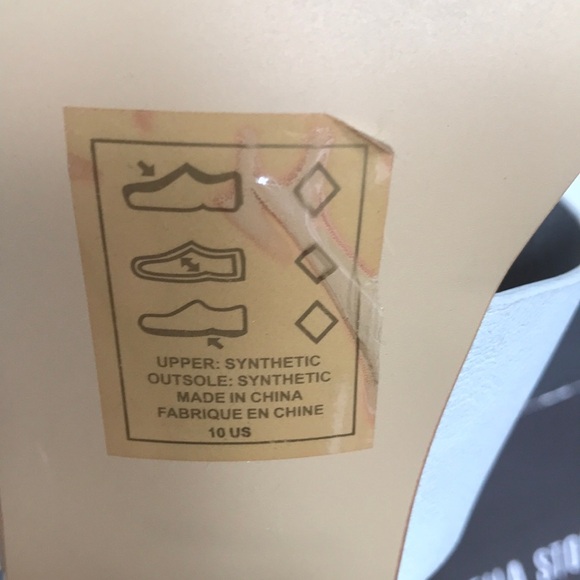 UPPER: SYNTHETIC
OUTSOLE: SYNTHETIC
MADE IN CHINA
FABRIQUE EN CHINE
10 US